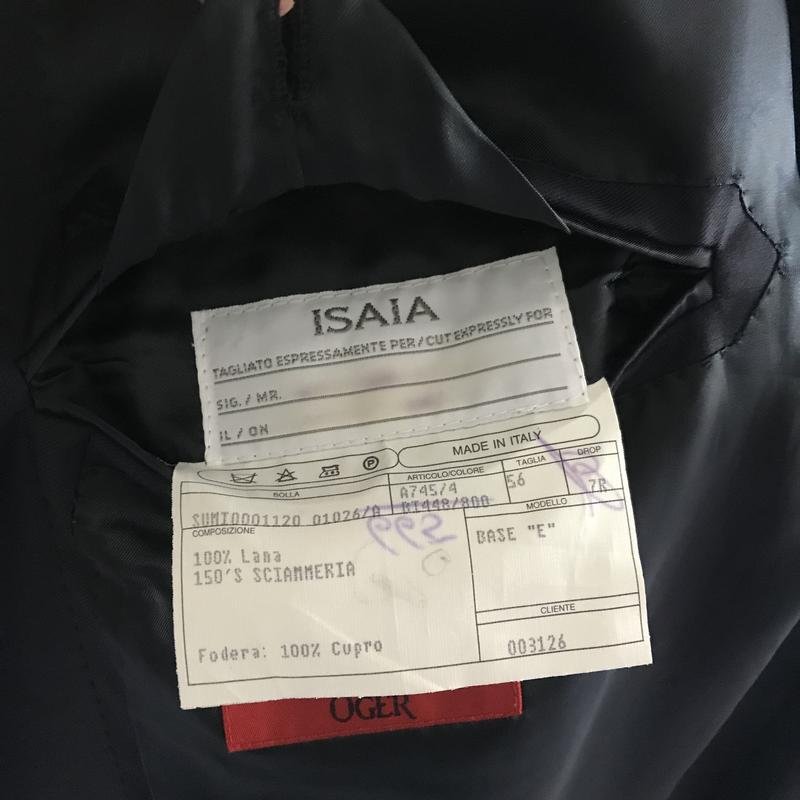 ISAIA
TAGLIATO ESPRESSAMENTE PER/CUT EXPRESSLY FOR
SIG. / MR.
IL / ON
P
MADE IN ITALY
BOLLA
ARTICOLO/COLORE
TAGLIA
DROP
SUMI0001120 01026/A
A745/4
RI448/800
56
7R
COMPOSIZIONE
MODELLO
100% Lana
150'S SCIAMMERIA
BASE "E"
Fodera: 100% Cupro
CLIENTE
003126
OGER